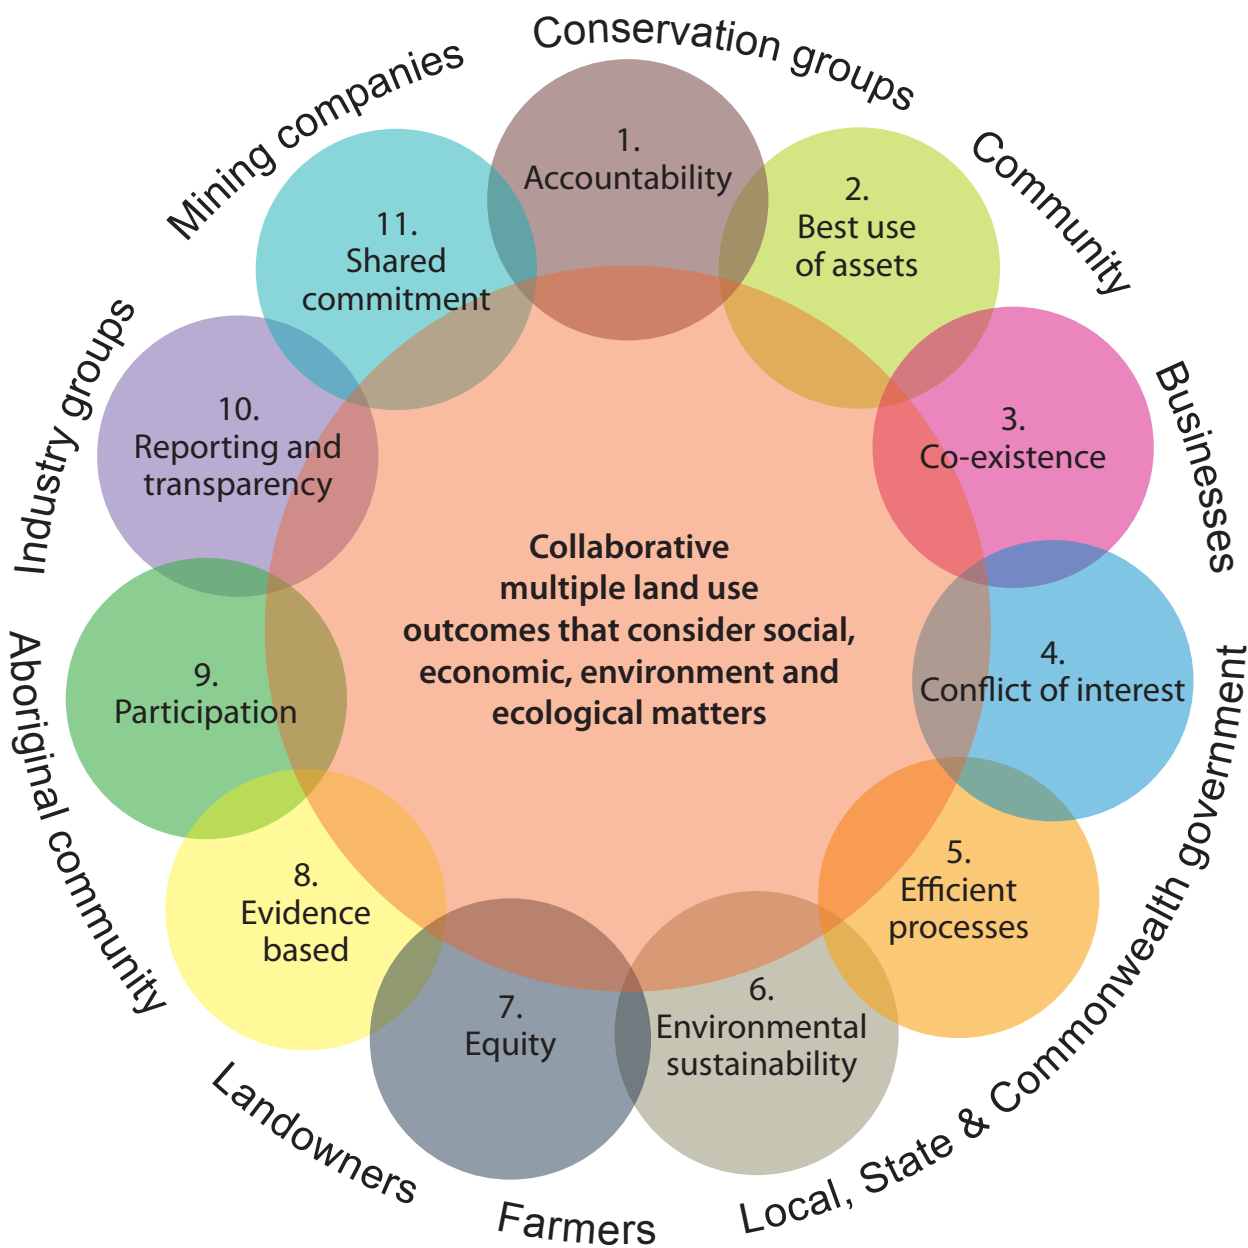 Conservation groups
Community
Businesses
Local, State & Commonwealth government
Farmers
Landowners
Aboriginal community
Industry groups
Mining companies
1.
Accountability
2.
Best use
of assets
3.
Co-existence
4.
Conflict of interest
5.
Efficient
processes
6.
Environmental
sustainability
7.
Equity
8.
Evidence
based
9.
Participation
10.
Reporting and
transparency
11.
Shared
commitment
Collaborative
multiple land use
outcomes that consider social,
economic, environment and
ecological matters